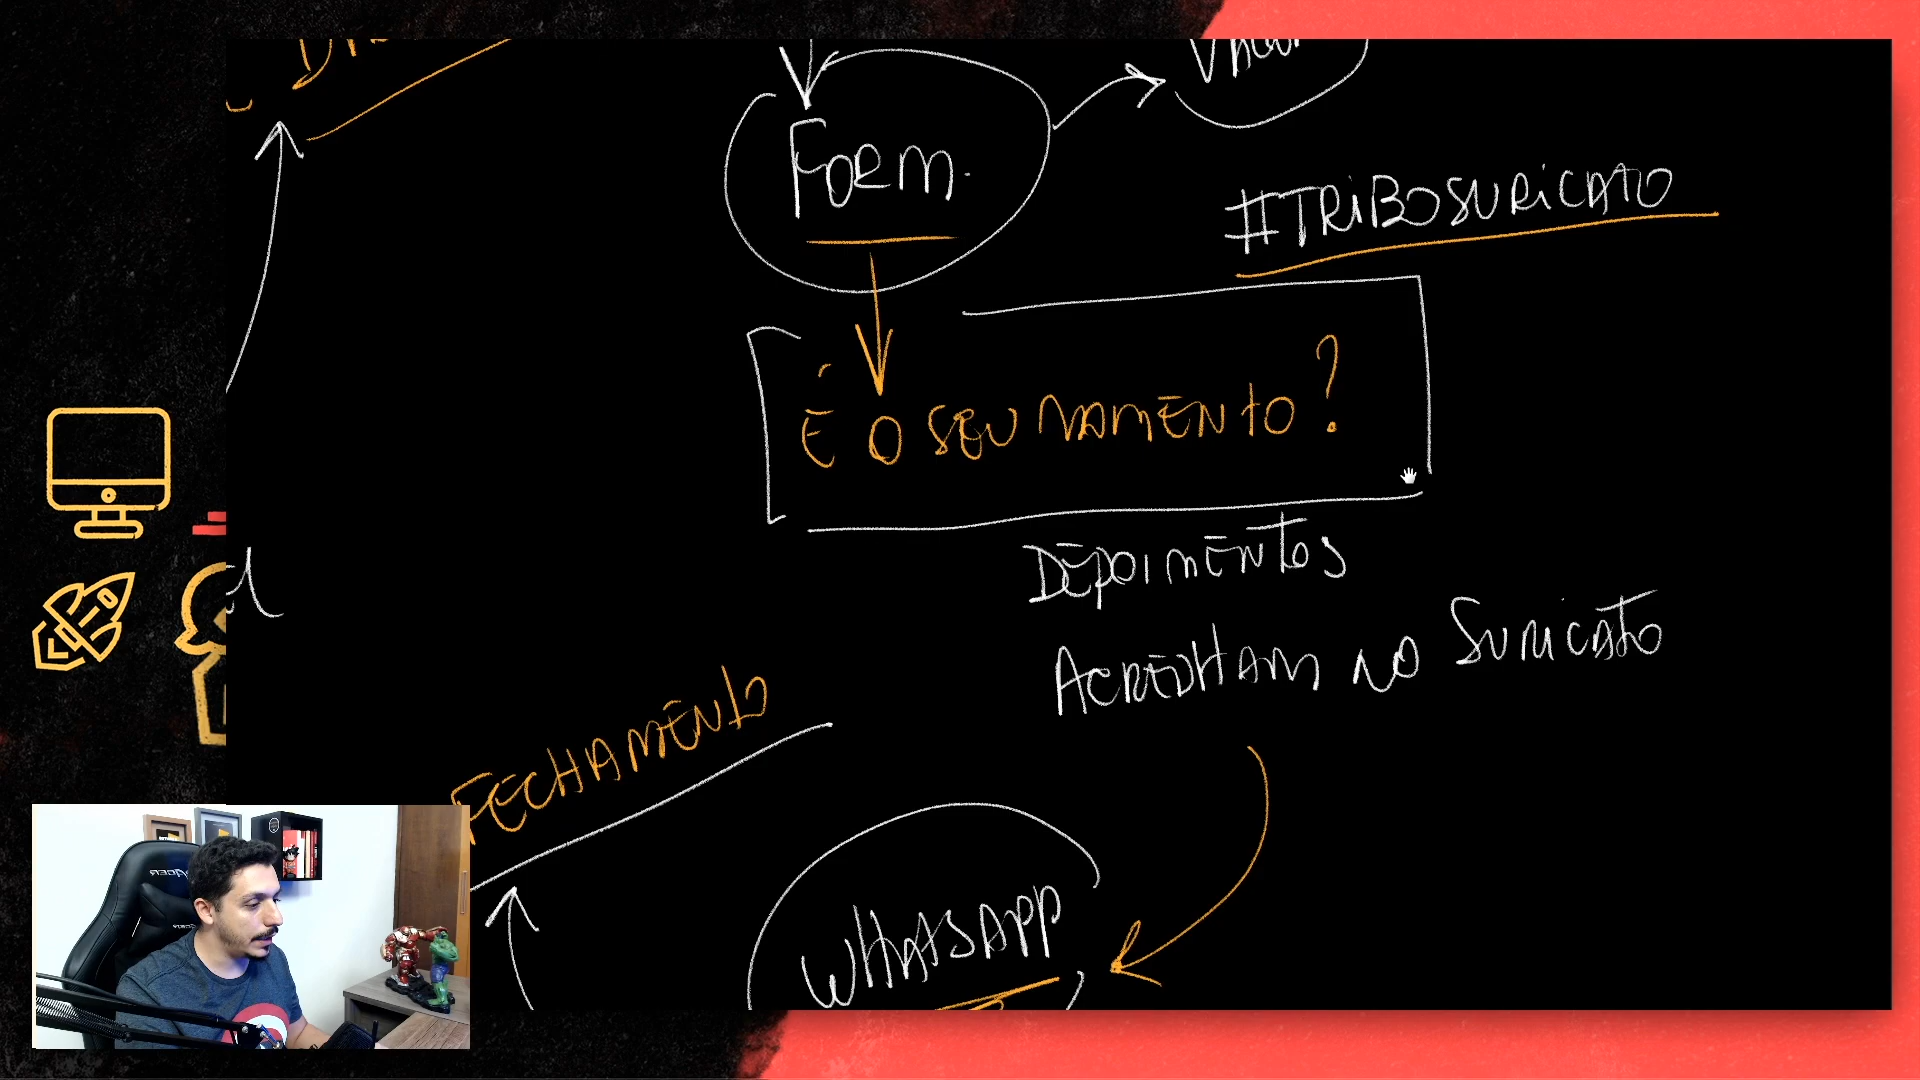 FORM.
#TRIBOSURICATO
É O SEU MOMENTO?
DEPOIMENTOS
ACREDITAM NO SURICATO
FECHAMENTO
WHATSAPP